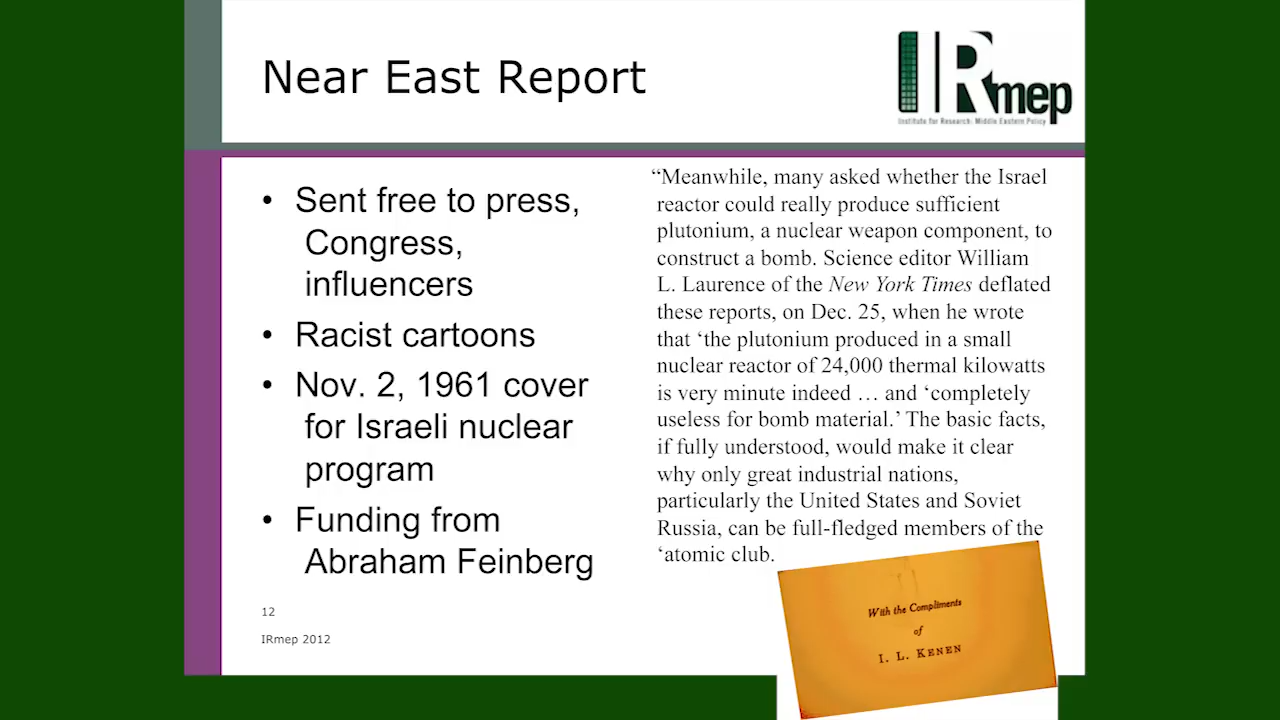 Near East Report
IRmep
Institute for Research: Middle Eastern Policy
• Sent free to press,
Congress,
influencers
• Racist cartoons
• Nov. 2, 1961 cover
for Israeli nuclear
program
• Funding from
Abraham Feinberg
12
IRmep 2012
“Meanwhile, many asked whether the Israel
reactor could really produce sufficient
plutonium, a nuclear weapon component, to
construct a bomb. Science editor William
L. Laurence of the New York Times deflated
these reports, on Dec. 25, when he wrote
that ‘the plutonium produced in a small
nuclear reactor of 24,000 thermal kilowatts
is very minute indeed … and ‘completely
useless for bomb material.’ The basic facts,
if fully understood, would make it clear
why only great industrial nations,
particularly the United States and Soviet
Russia, can be full-fledged members of the
‘atomic club.
With the Compliments
of
I. L. KENEN